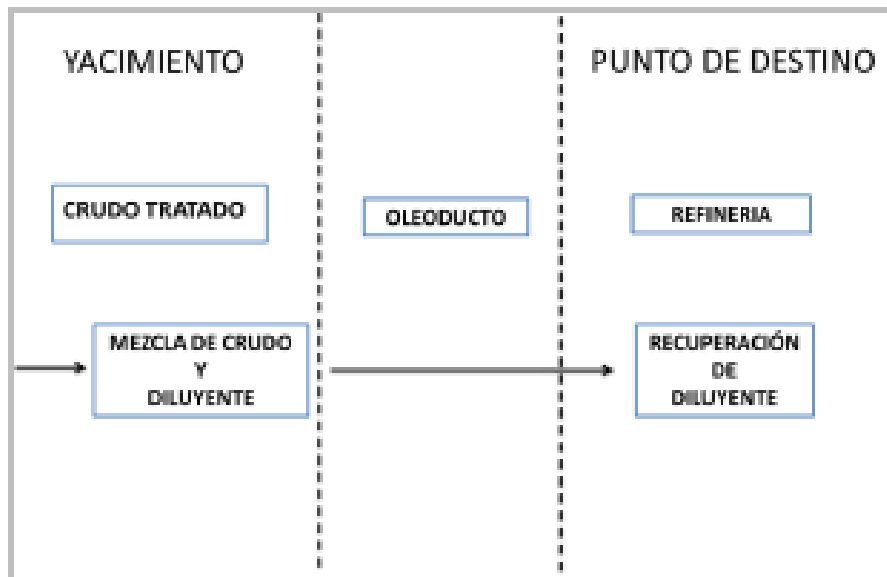 YACIMIENTO
PUNTO DE DESTINO
CRUDO TRATADO
OLEODUCTO
REFINERIA
MEZCLA DE CRUDO
Y
DILUYENTE
RECUPERACIÓN
DE
DILUYENTE